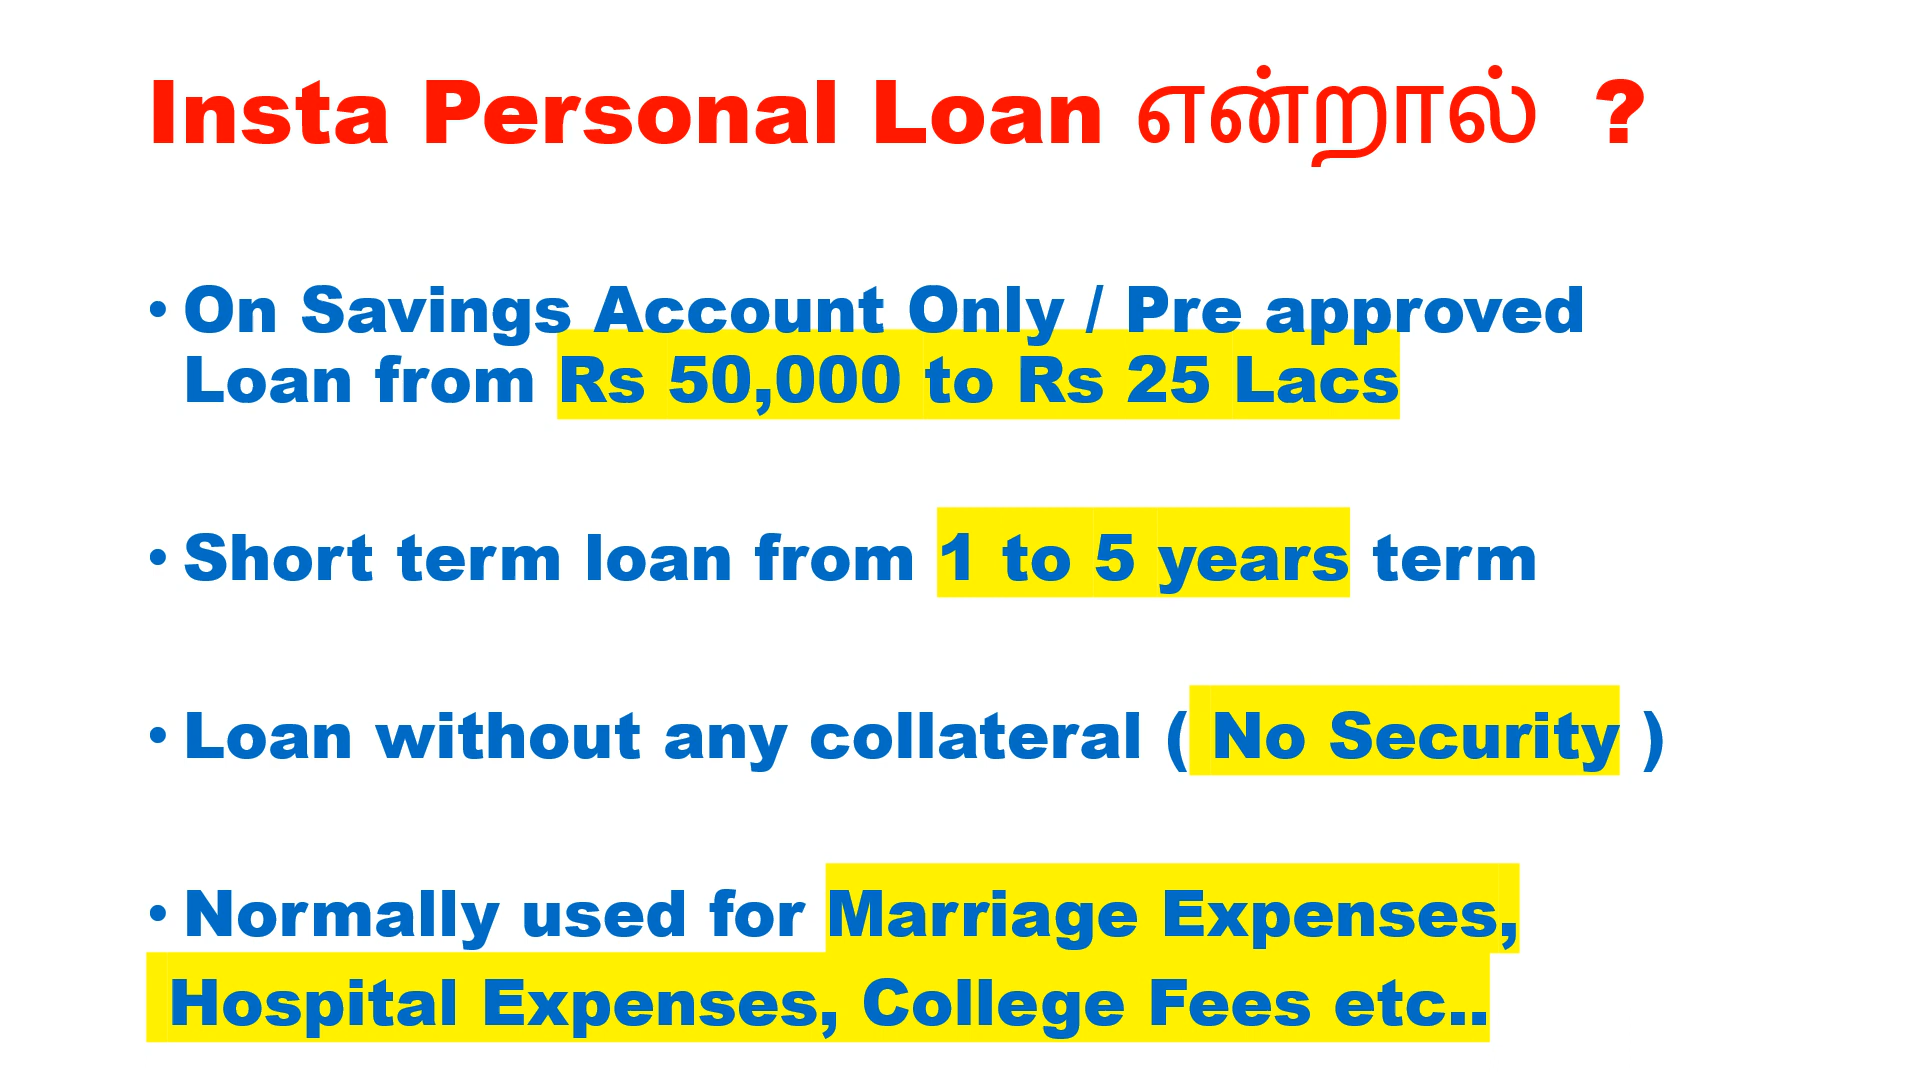 Insta Personal Loan என்றால் ?
• On Savings Account Only / Pre approved
Loan from Rs 50,000 to Rs 25 Lacs
• Short term loan from 1 to 5 years term
• Loan without any collateral ( No Security )
• Normally used for Marriage Expenses,
Hospital Expenses, College Fees etc..